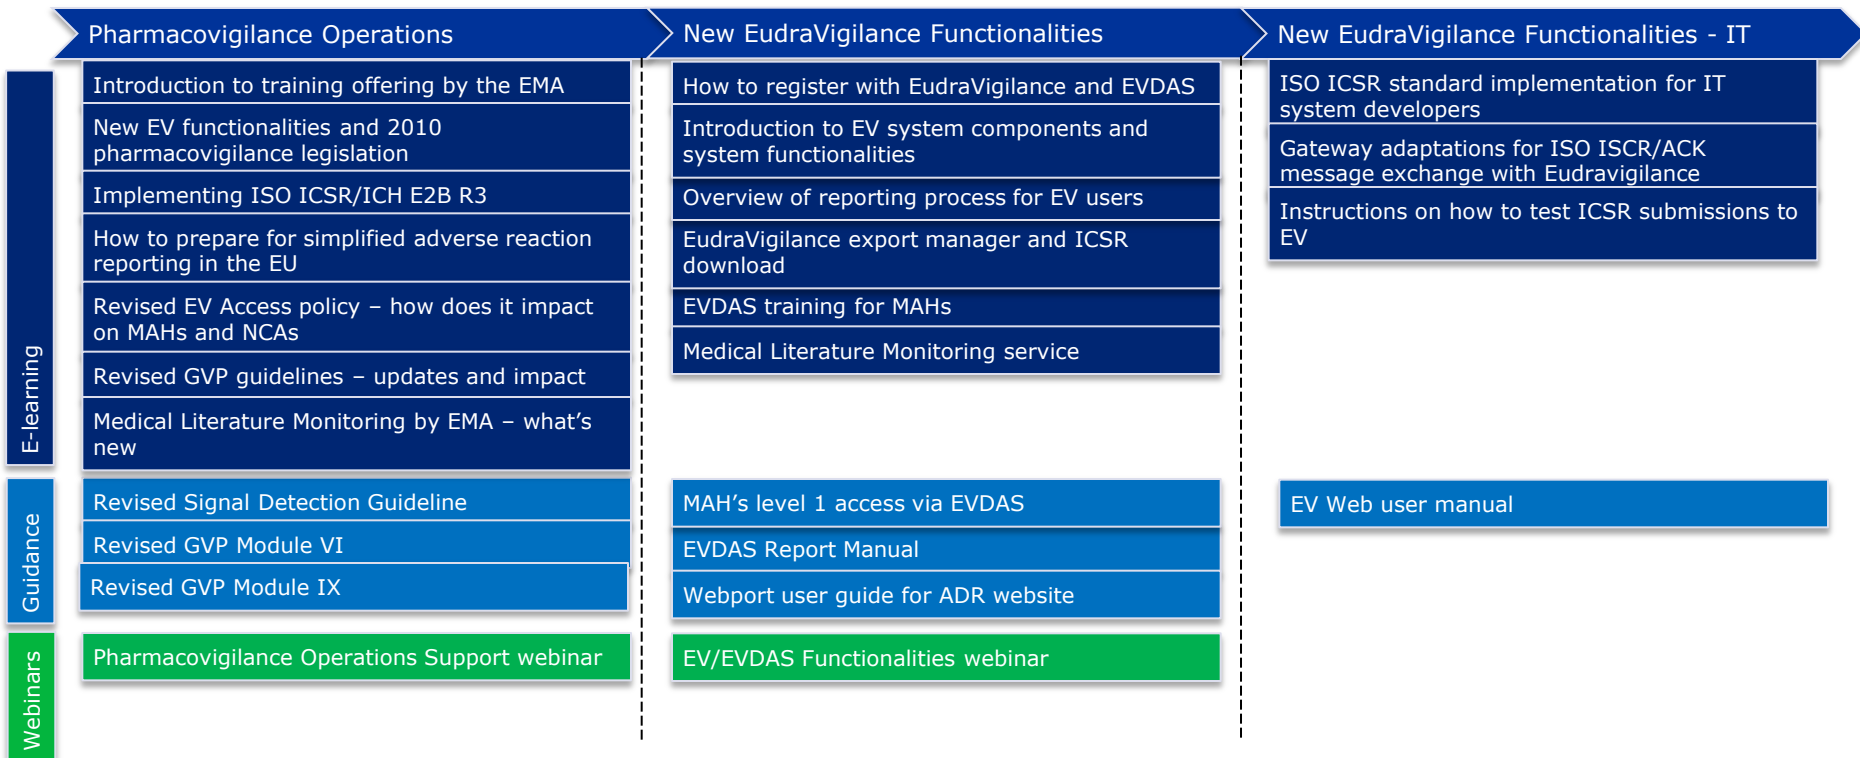 Pharmacovigilance Operations
New EudraVigilance Functionalities
New EudraVigilance Functionalities - IT
E-learning
Introduction to training offering by the EMA
New EV functionalities and 2010
pharmacovigilance legislation
Implementing ISO ICSR/ICH E2B R3
How to prepare for simplified adverse reaction
reporting in the EU
Revised EV Access policy – how does it impact
on MAHs and NCAs
Revised GVP guidelines – updates and impact
Medical Literature Monitoring by EMA – what's
new
How to register with EudraVigilance and EVDAS
Introduction to EV system components and
system functionalities
Overview of reporting process for EV users
EudraVigilance export manager and ICSR
download
EVDAS training for MAHs
Medical Literature Monitoring service
ISO ICSR standard implementation for IT
system developers
Gateway adaptations for ISO ISCR/ACK
message exchange with Eudravigilance
Instructions on how to test ICSR submissions to
EV
Guidance
Revised Signal Detection Guideline
Revised GVP Module VI
Revised GVP Module IX
MAH's level 1 access via EVDAS
EVDAS Report Manual
Webport user guide for ADR website
EV Web user manual
Webinars
Pharmacovigilance Operations Support webinar
EV/EVDAS Functionalities webinar